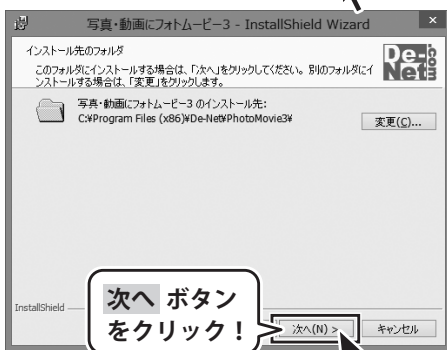 写真・動画にフォトムービー3 - InstallShield Wizard
インストール先のフォルダ
このフォルダにインストールする場合は、「次へ」をクリックしてください。別のフォルダにイ
ンストールする場合は、「変更」をクリックします。
De-.com
Net
写真・動画にフォトムービー3 のインストール先:
C:¥Program Files (x86)¥De-Net¥PhotoMovie3¥
変更(C)...
次へ ボタン
をクリック！
InstallShield
次へ(N) >
キャンセル